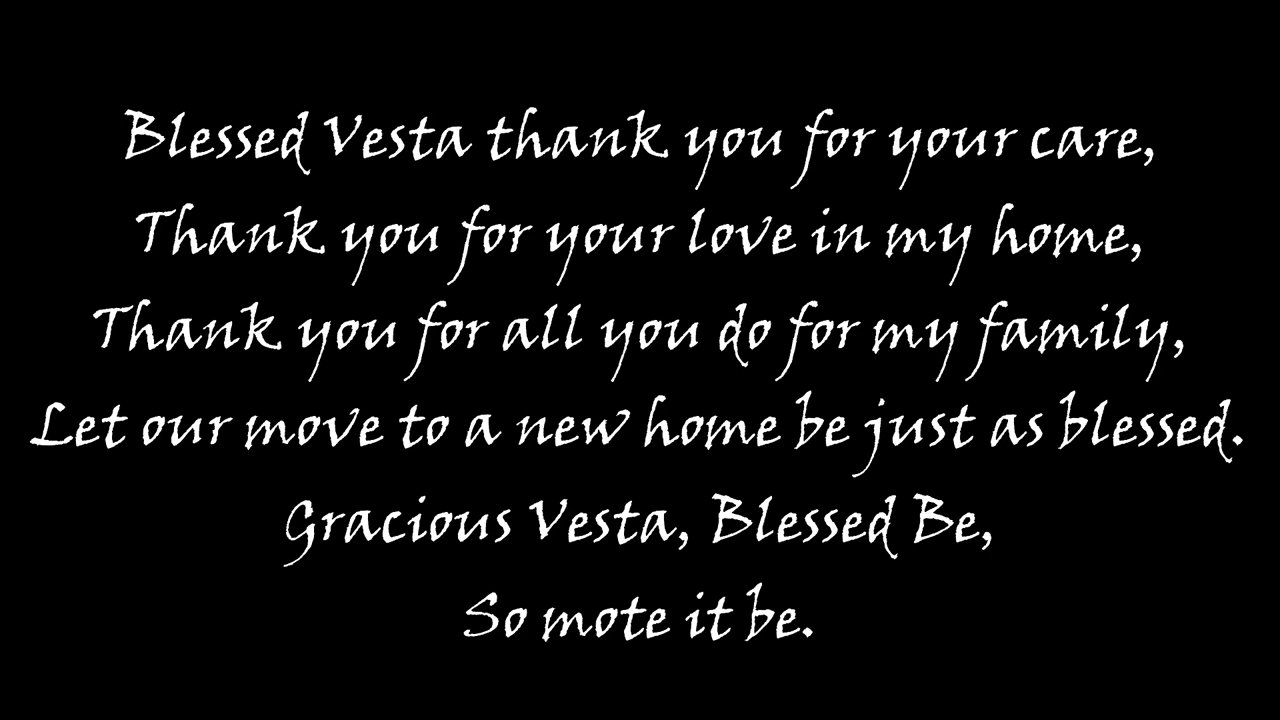 Blessed Vesta thank you for your care,
Thank you for your love in my home,
Thank you for all you do for my family,
Let our move to a new home be just as blessed.
Gracious Vesta, Blessed Be,
So mote it be.